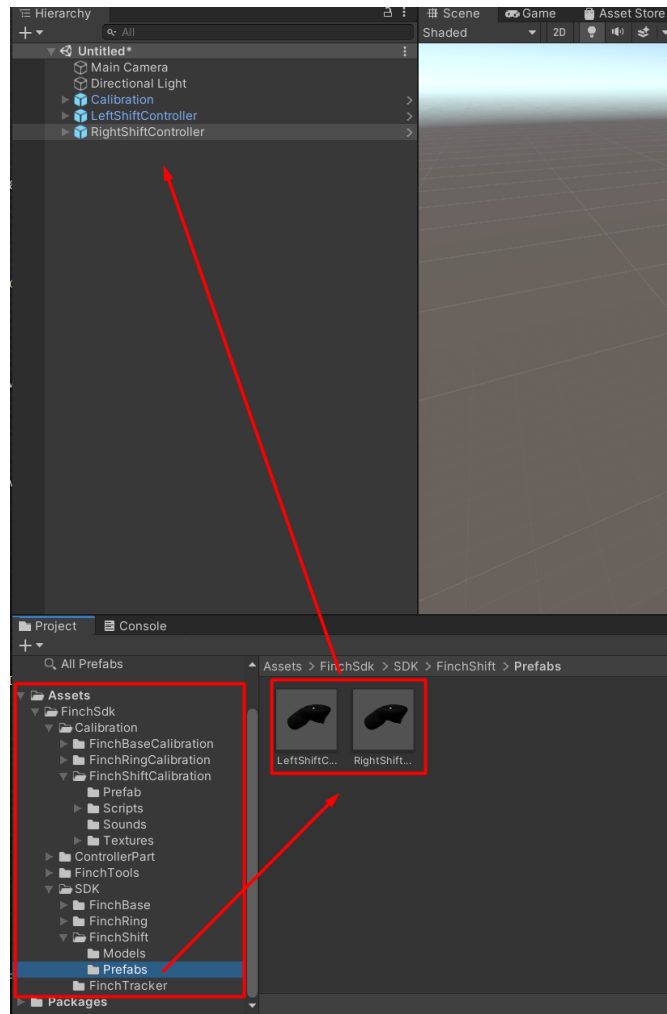 Hierarchy
All
Untitled*
Main Camera
Directional Light
Calibration
LeftShiftController
RightShiftController
Scene Game Asset Store
Shaded 2D
Project Console
All Prefabs
Assets
FinchSdk
Calibration
FinchBaseCalibration
FinchRingCalibration
FinchShiftCalibration
Prefab
Scripts
Sounds
Textures
ControllerPart
FinchTools
SDK
FinchBase
FinchRing
FinchShift
Models
Prefabs
FinchTracker
Packages
Assets > FinchSdk > SDK > FinchShift > Prefabs
LeftShiftC... RightShift...